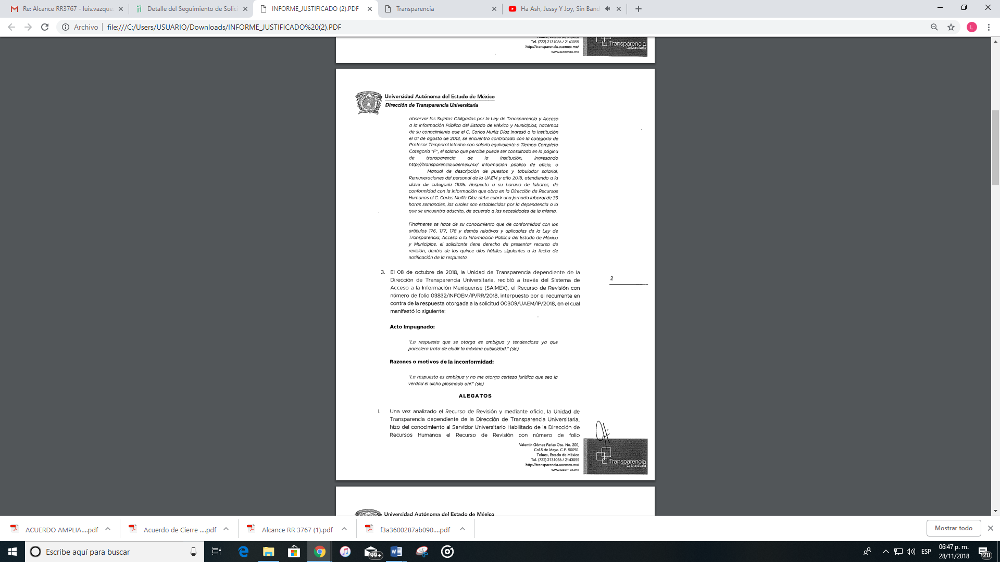 Re: Alcance RR3767 - luis.vazque
Detalle del Seguimiento de Solici
INFORME_JUSTIFICADO (2).PDF
Transparencia
Ha Ash, Jessy Y Joy, Sin Band
Archivo
file:///C:/Users/USUARIO/Downloads/INFORME_JUSTIFICADO%20(2).PDF
L
Toluca, Estado de México
Tel. (722) 2131086 / 2143055
http://transparencia.uaemex.mx/
www.uaemex.mx
Transparencia
Universitaria
Universidad Autónoma del Estado de México
Dirección de Transparencia Universitaria
observar los Sujetos Obligados por la Ley de Transparencia y Acceso
a la Información Pública del Estado de México y Municipios, hacemos
de su conocimiento que el C. Carlos Muñiz Díaz ingresó a la Institución
el 01 de agosto de 2013, se encuentra contratado con la categoría de
Profesor Temporal Interino con salario equivalente a Tiempo Completo
Categoría "F", el salario que percibe puede ser consultado en la página
de transparencia de la Institución, ingresando
http://transparencia.uaemex.mx/ Información pública de oficio, o
Manual de descripción de puestos y tabulador salarial,
Remuneraciones del personal de la UAEM y año 2018, atendiendo a la
clave de categoría 11016. Respecto a su horario de labores, de
conformidad con la información que obra en la Dirección de Recursos
Humanos el C. Carlos Muñiz Díaz debe cubrir una jornada laboral de 36
horas semanales, las cuales son establecidas por la dependencia a la
que se encuentra adscrito, de acuerdo a las necesidades de la misma.
Finalmente se hace de su conocimiento que de conformidad con los
artículos 176, 177, 178 y demás relativos y aplicables de la Ley de
Transparencia, Acceso a la Información Pública del Estado de México
y Municipios, el solicitante tiene derecho de presentar recurso de
revisión, dentro de los quince días hábiles siguientes a la fecha de
notificación de la respuesta.
3. El 08 de octubre de 2018, la Unidad de Transparencia dependiente de la
Dirección de Transparencia Universitaria, recibió a través del Sistema de
Acceso a la Información Mexiquense (SAIMEX), el Recurso de Revisión con
número de folio 03832/INFOEM/IP/RR/2018, interpuesto por el recurrente en
contra de la respuesta otorgada a la solicitud 00309/UAEM/IP/2018, en el cual
manifestó lo siguiente:
2
Acto Impugnado:
"La respuesta que se otorga es ambigua y tendenciosa ya que
pareciera trata de eludir la máxima publicidad." (sic)
Razones o motivos de la inconformidad:
"La respuesta es ambigua y no me otorga certeza jurídica que sea la
verdad el dicho plasmado ahí." (sic)
ALEGATOS
I. Una vez analizado el Recurso de Revisión y mediante oficio, la Unidad de
Transparencia dependiente de la Dirección de Transparencia Universitaria,
hizo del conocimiento al Servidor Universitario Habilitado de la Dirección de
Recursos Humanos el Recurso de Revisión con número de folio
Valentín Gómez Farías Ote. No. 200,
Col.5 de Mayo. C.P. 50090.
Toluca, Estado de México
Tel. (722) 2131086 / 2143055
http://transparencia.uaemex.mx/
www.uaemex.mx
Transparencia
Universitaria
Universidad Autónoma del Estado de México
ACUERDO AMPLIA....pdf
Acuerdo de Cierre ....pdf
Alcance RR 3767 (1).pdf
f3a3600287ab090....pdf
Mostrar todo
Escribe aquí para buscar
99+
ESP
06:47 p. m.
28/11/2018
20